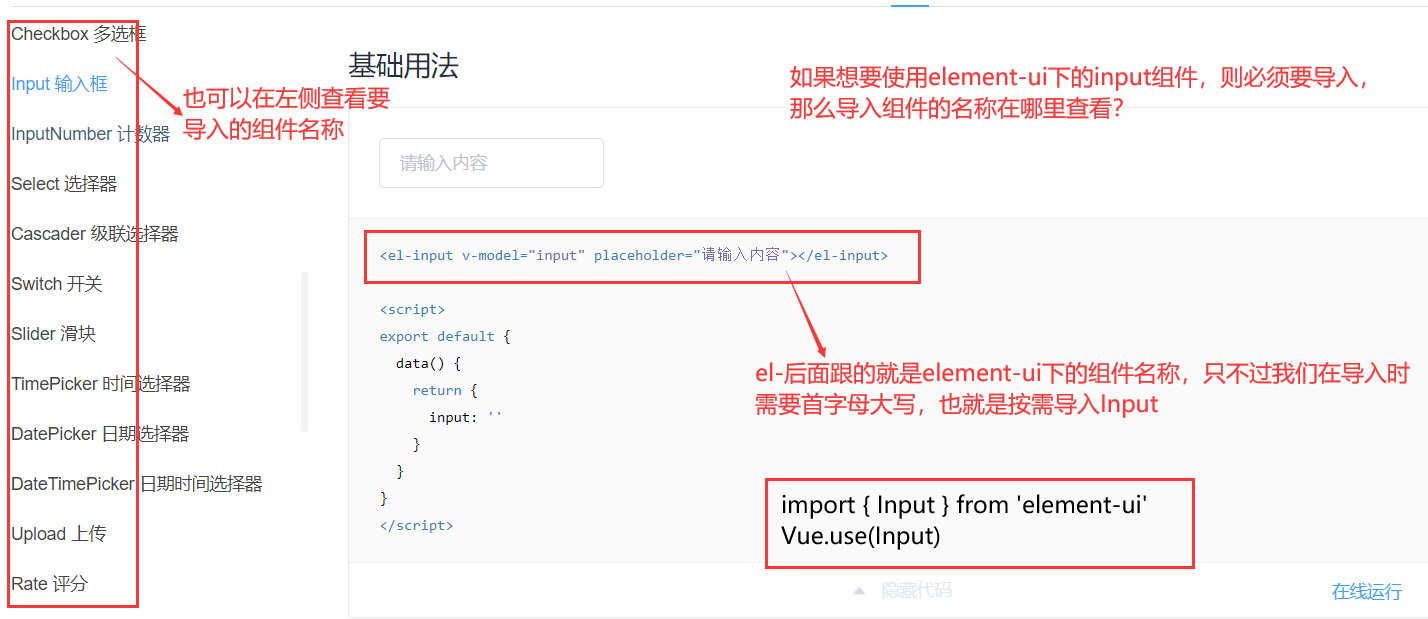 Checkbox 多选框
Input 输入框
InputNumber 计数器
Select 选择器
Cascader 级联选择器
Switch 开关
Slider 滑块
TimePicker 时间选择器
DatePicker 日期选择器
DateTimePicker 日期时间选择器
Upload 上传
Rate 评分
也可以在左侧查看要
导入的组件名称
基础用法
如果想要使用element-ui下的input组件，则必须要导入，
那么导入组件的名称在哪里查看？
请输入内容
<el-input v-model="input" placeholder="请输入内容"></el-input>
<script>
export default {
data() {
return {
input: ''
}
}
}
</script>
el-后面跟的就是element-ui下的组件名称，只不过我们在导入时
需要首字母大写，也就是按需导入Input
import { Input } from 'element-ui'
Vue.use(Input)
隐藏代码
在线运行